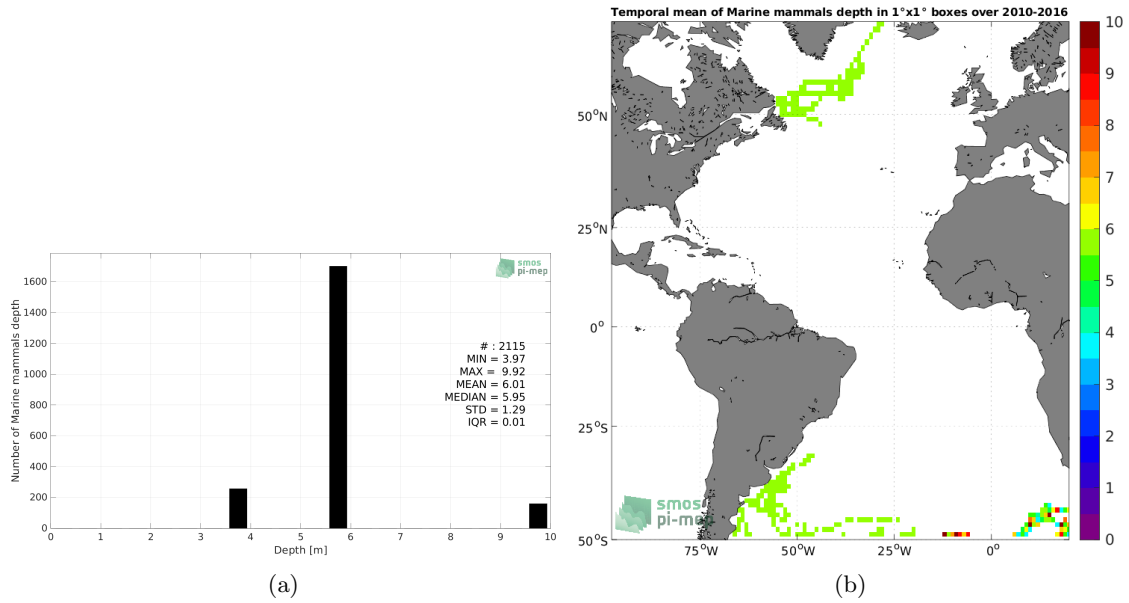 Temporal mean of Marine mammals depth in 1°x1° boxes over 2010-2016
smos
pi-mep
Number of Marine mammals depth
1600
1400
1200
1000
800
600
400
200
0
# : 2115
MIN = 3.97
MAX = 9.92
MEAN = 6.01
MEDIAN = 5.95
STD = 1.29
IQR = 0.01
0 1 2 3 4 5 6 7 8 9 10
Depth [m]
(a)
50°N
25°N
0°
25°S
50°S
smos
pi-mep
75°W 50°W 25°W 0°
10
9
8
7
6
5
4
3
2
1
0
(b)